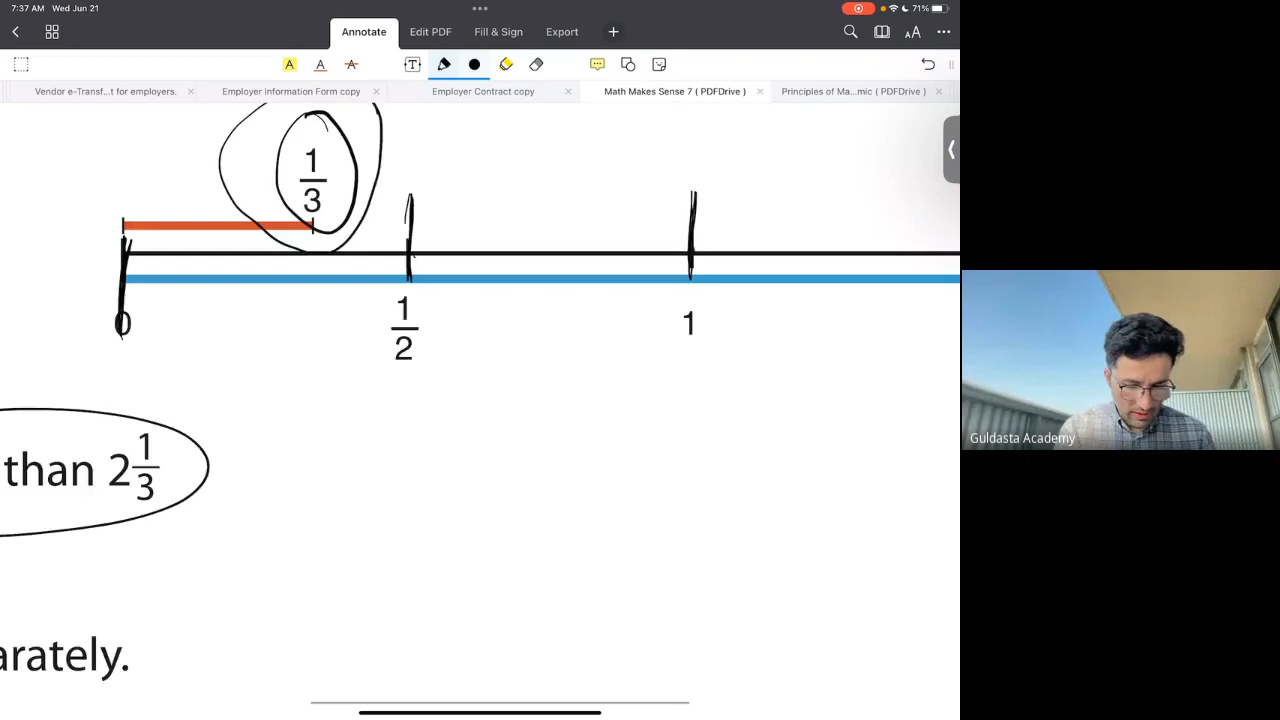 7:37 AM Wed Jun 21
71%
Annotate Edit PDF Fill & Sign Export
AA
A A A T
Vendor e-Transf...t for employers. Employer Information Form copy Employer Contract copy Math Makes Sense 7 ( PDFDrive ) Principles of Ma...mic ( PDFDrive )
1/3
0 1/2 1
than 2 1/3
arately.
Guldasta Academy